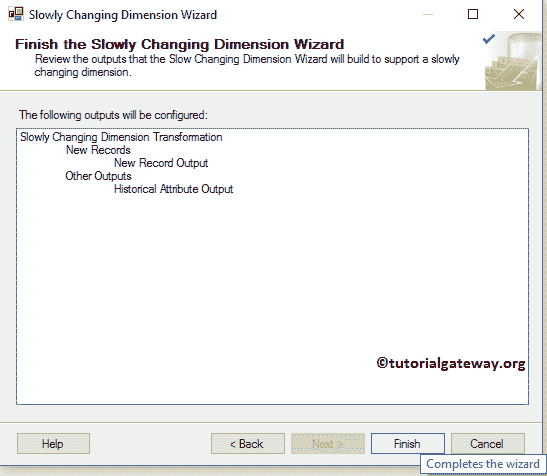 Slowly Changing Dimension Wizard
Finish the Slowly Changing Dimension Wizard
Review the outputs that the Slow Changing Dimension Wizard will build to support a slowly
changing dimension.
The following outputs will be configured:
Slowly Changing Dimension Transformation
New Records
New Record Output
Other Outputs
Historical Attribute Output
©tutorialgateway.org
Help
< Back
Next >
Finish
Cancel
Completes the wizard